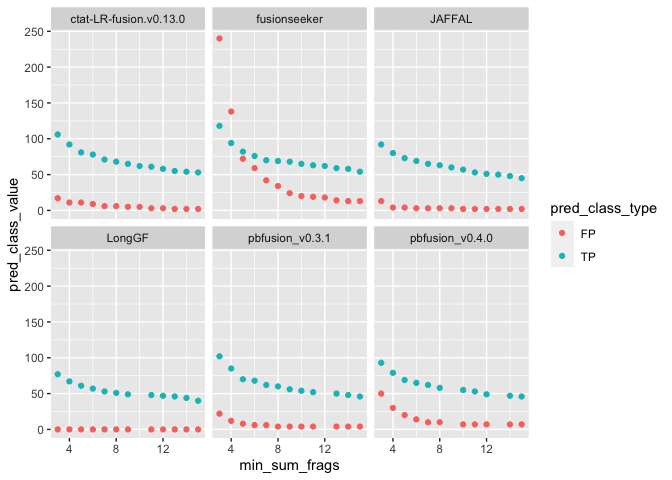 ctat-LR-fusion.v0.13.0
fusionseeker
JAFFAL
250
200
150
100
50
0
LongGF
pbfusion_v0.3.1
pbfusion_v0.4.0
250
200
150
100
50
0
4
8
12
4
8
12
4
8
12
min_sum_frags
pred_class_value
pred_class_type
FP
TP